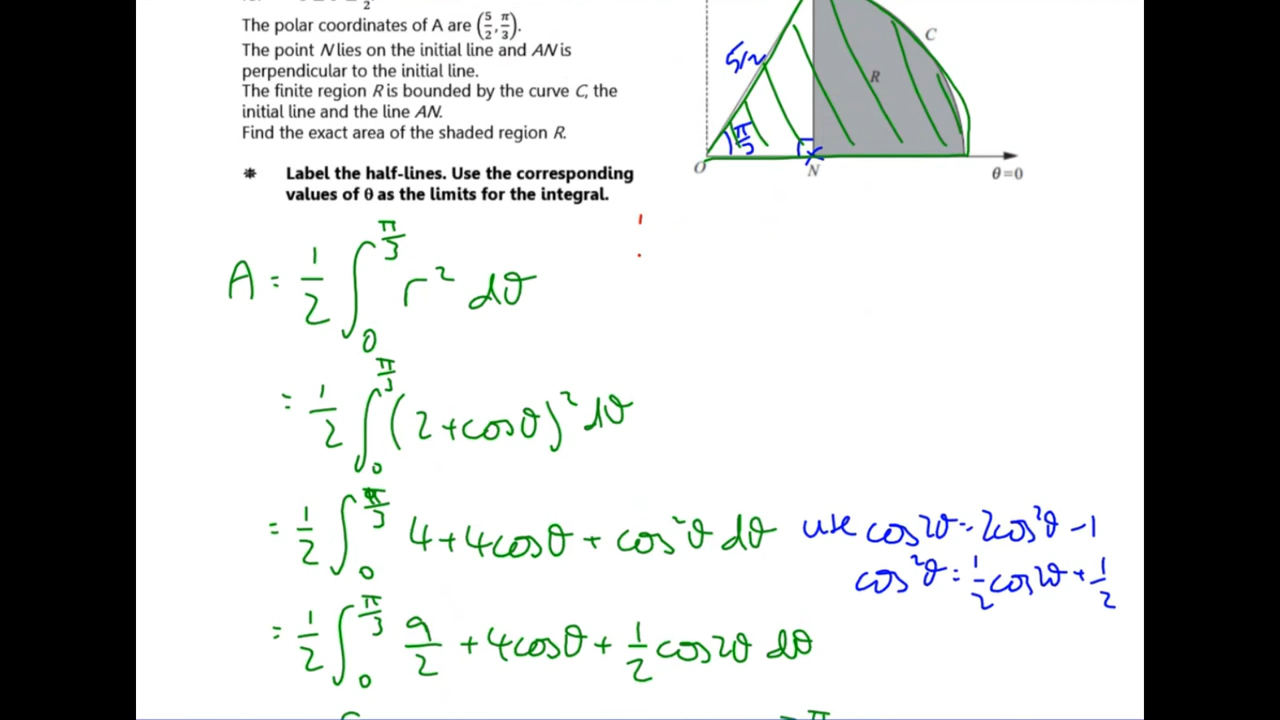 The polar coordinates of A are (5/2, π/3).
The point N lies on the initial line and AN is
perpendicular to the initial line.
The finite region R is bounded by the curve C, the
initial line and the line AN.
Find the exact area of the shaded region R.
5/2
π/3
C
R
O
N
θ=0
* Label the half-lines. Use the corresponding
values of θ as the limits for the integral.
A = 1/2 ∫₀^(π/3) r² dθ
= 1/2 ∫₀^(π/3) (2+cosθ)² dθ
= 1/2 ∫₀^(π/3) 4+4cosθ + cos²θ dθ
use cos2θ = 2cos²θ −1
cos²θ = 1/2 cos2θ + 1/2
= 1/2 ∫₀^(π/3) 9/2 + 4cosθ + 1/2 cos2θ dθ